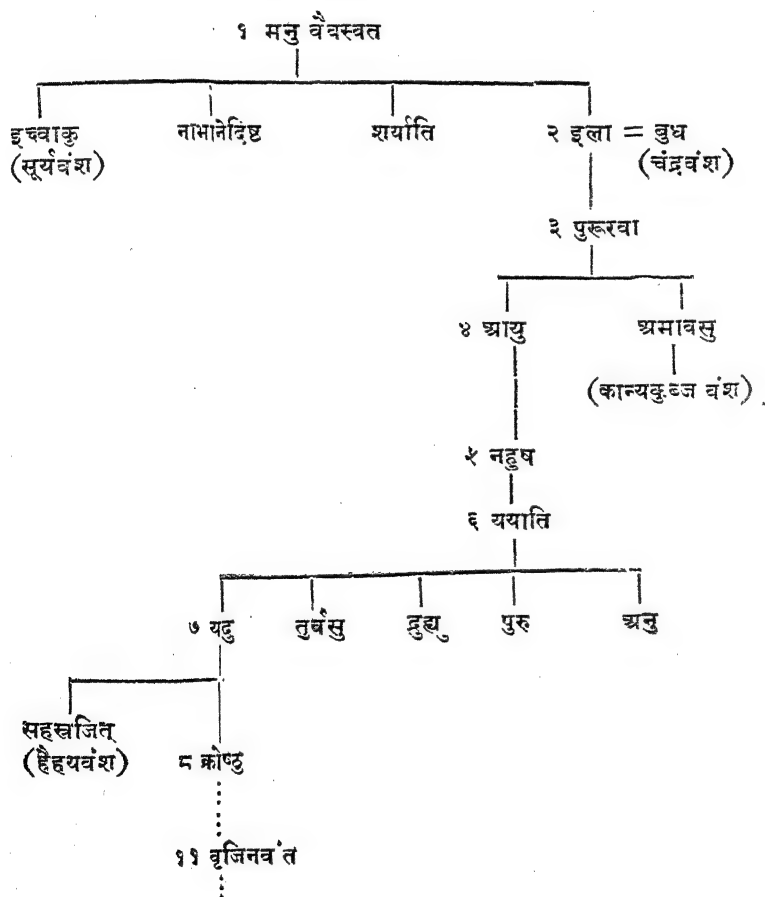 १ मनु वैवस्वत
इच्वाकु नाभानेदिष्ट शर्याति २ इला = बुध
(सूर्यवंश) (चंद्रवंश)
३ पुरूरवा
४ आयु अमावसु
(कान्यकुब्ज वंश)
५ नहुष
६ ययाति
७ यदु तुर्वसु द्रुह्यु पुरु अनु
सहस्रजित्
(हैहयवंश) ८ क्रोष्ठु
११ वृजिनवंत